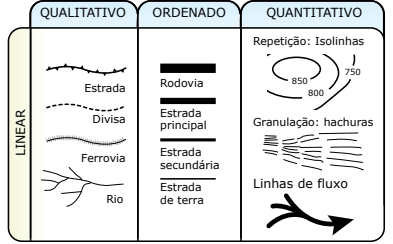 QUALITATIVO
ORDENADO
QUANTITATIVO
LINEAR
Estrada
Divisa
Ferrovia
Rio
Rodovia
Estrada
principal
Estrada
secundária
Estrada
de terra
Repetição: Isolinhas
850
800
750
Granulação: hachuras
Linhas de fluxo